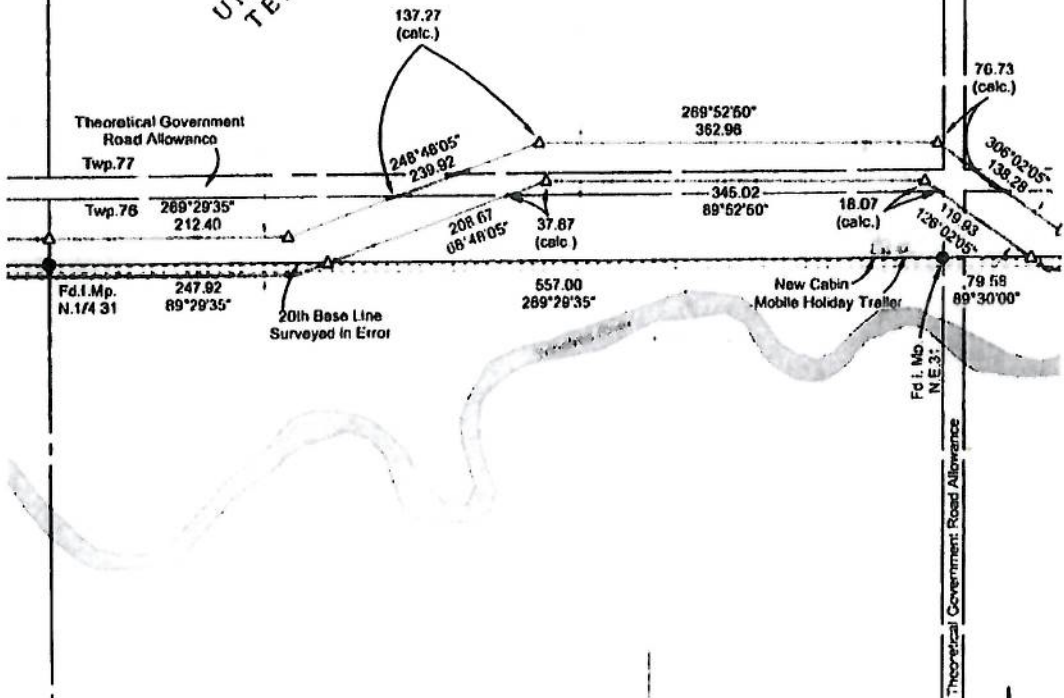 137.27
(calc.)
76.73
(calc.)
269°52'50"
362.96
306°02'05"
138.28
Theoretical Government
Road Allowance
Twp.77
248°48'05"
239.92
Twp.76
269°29'35"
212.40
208.67
68°48'05"
37.87
(calc.)
345.02
89°52'50"
18.07
(calc.)
119.93
126°02'05"
Fd.I.Mp.
N.1/4 31
247.92
89°29'35"
20th Base Line
Surveyed in Error
557.00
269°29'35"
New Cabin
Mobile Holiday Trailer
79.58
89°30'00"
Fd.I. Mp
N.E.31
Theoretical Government Road Allowance